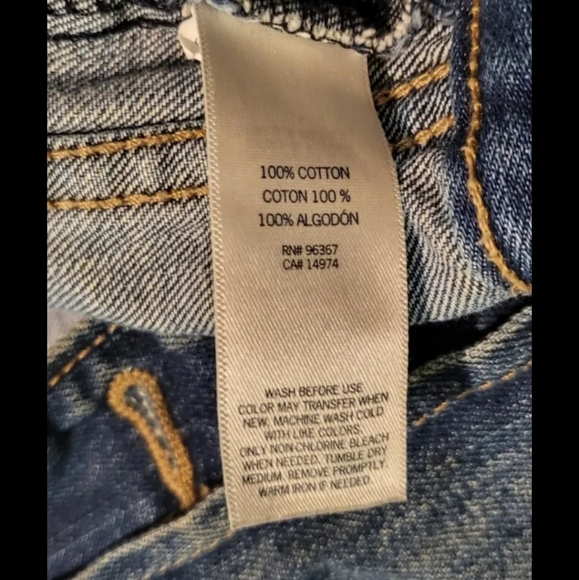 100% COTTON
COTON 100 %
100% ALGODÓN
RN# 96367
CA# 14974
WASH BEFORE USE
COLOR MAY TRANSFER WHEN
NEW. MACHINE WASH COLD
WITH LIKE COLORS.
ONLY NON-CHLORINE BLEACH
WHEN NEEDED. TUMBLE DRY
MEDIUM. REMOVE PROMPTLY.
WARM IRON IF NEEDED.